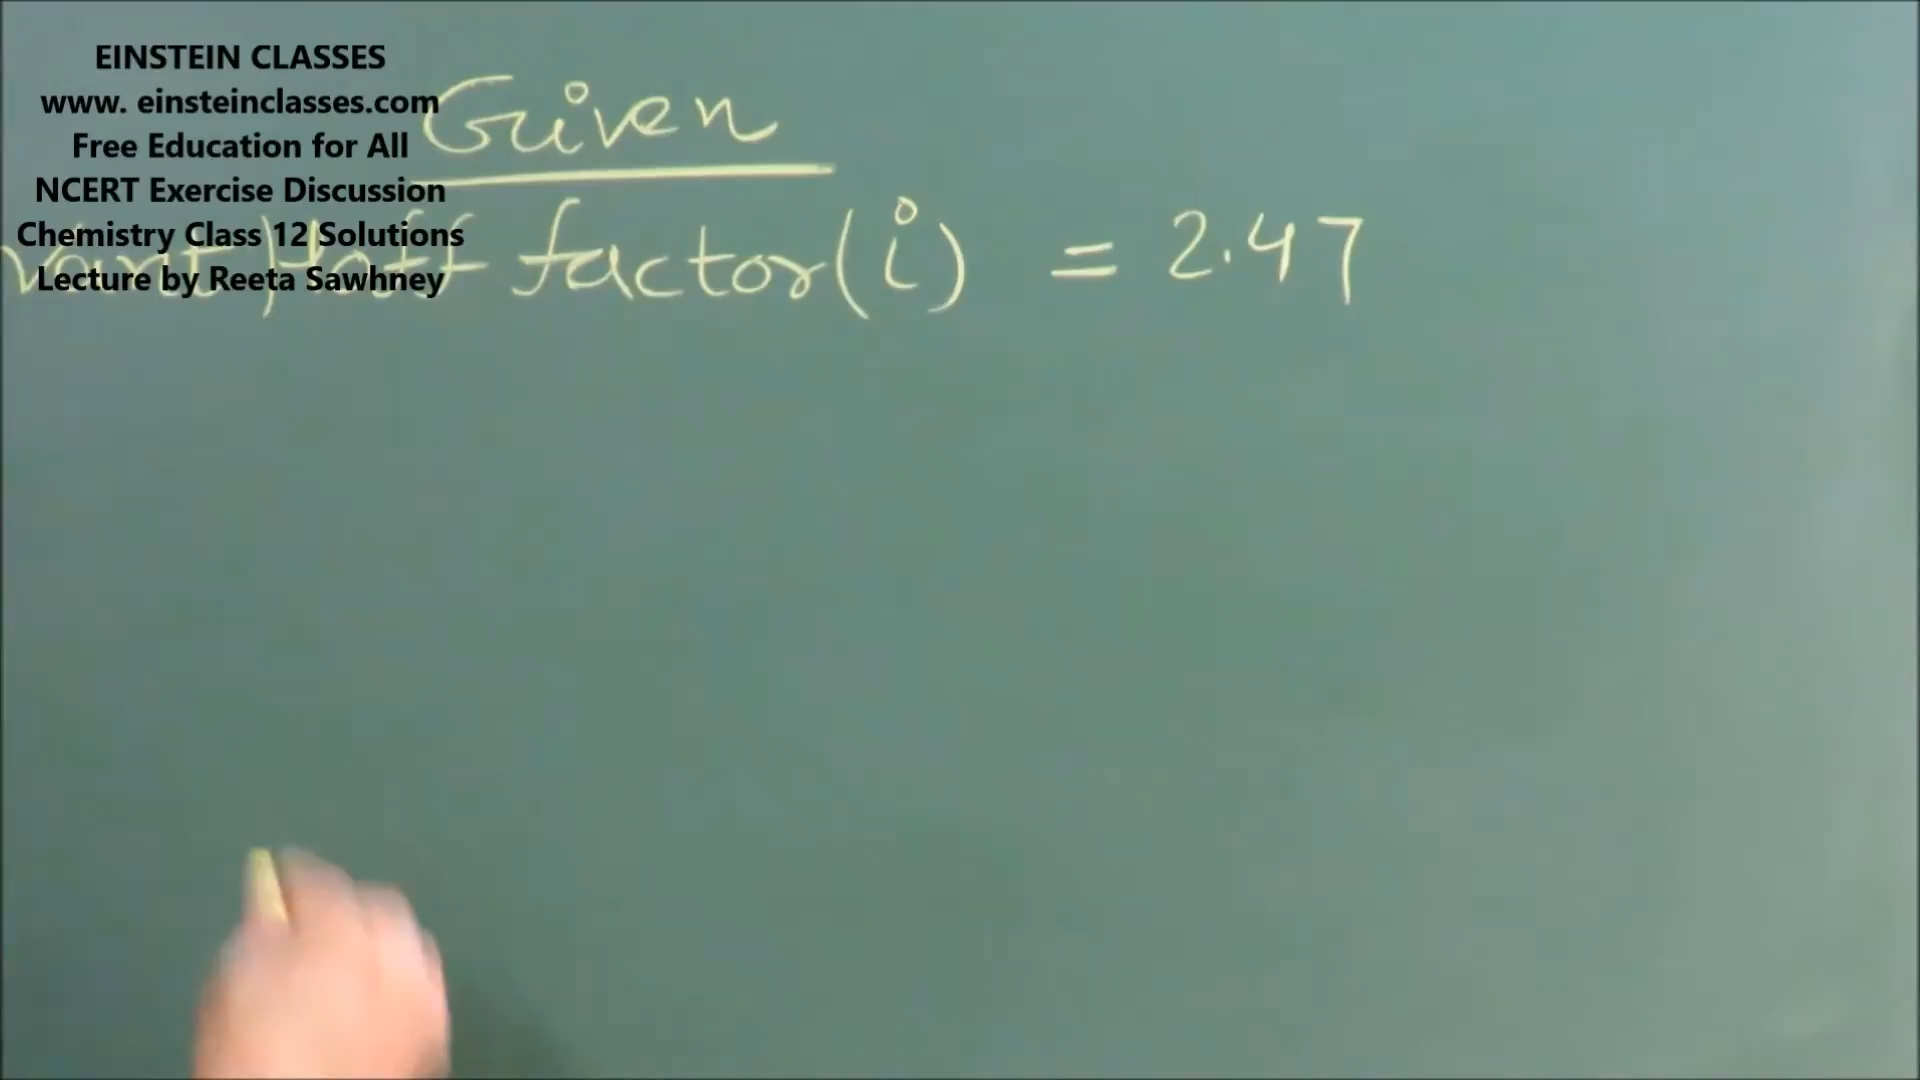 EINSTEIN CLASSES
www. einsteinclasses.com
Free Education for All
NCERT Exercise Discussion
Chemistry Class 12 Solutions
Lecture by Reeta Sawhney
Given
Hoff factor (i) = 2.47